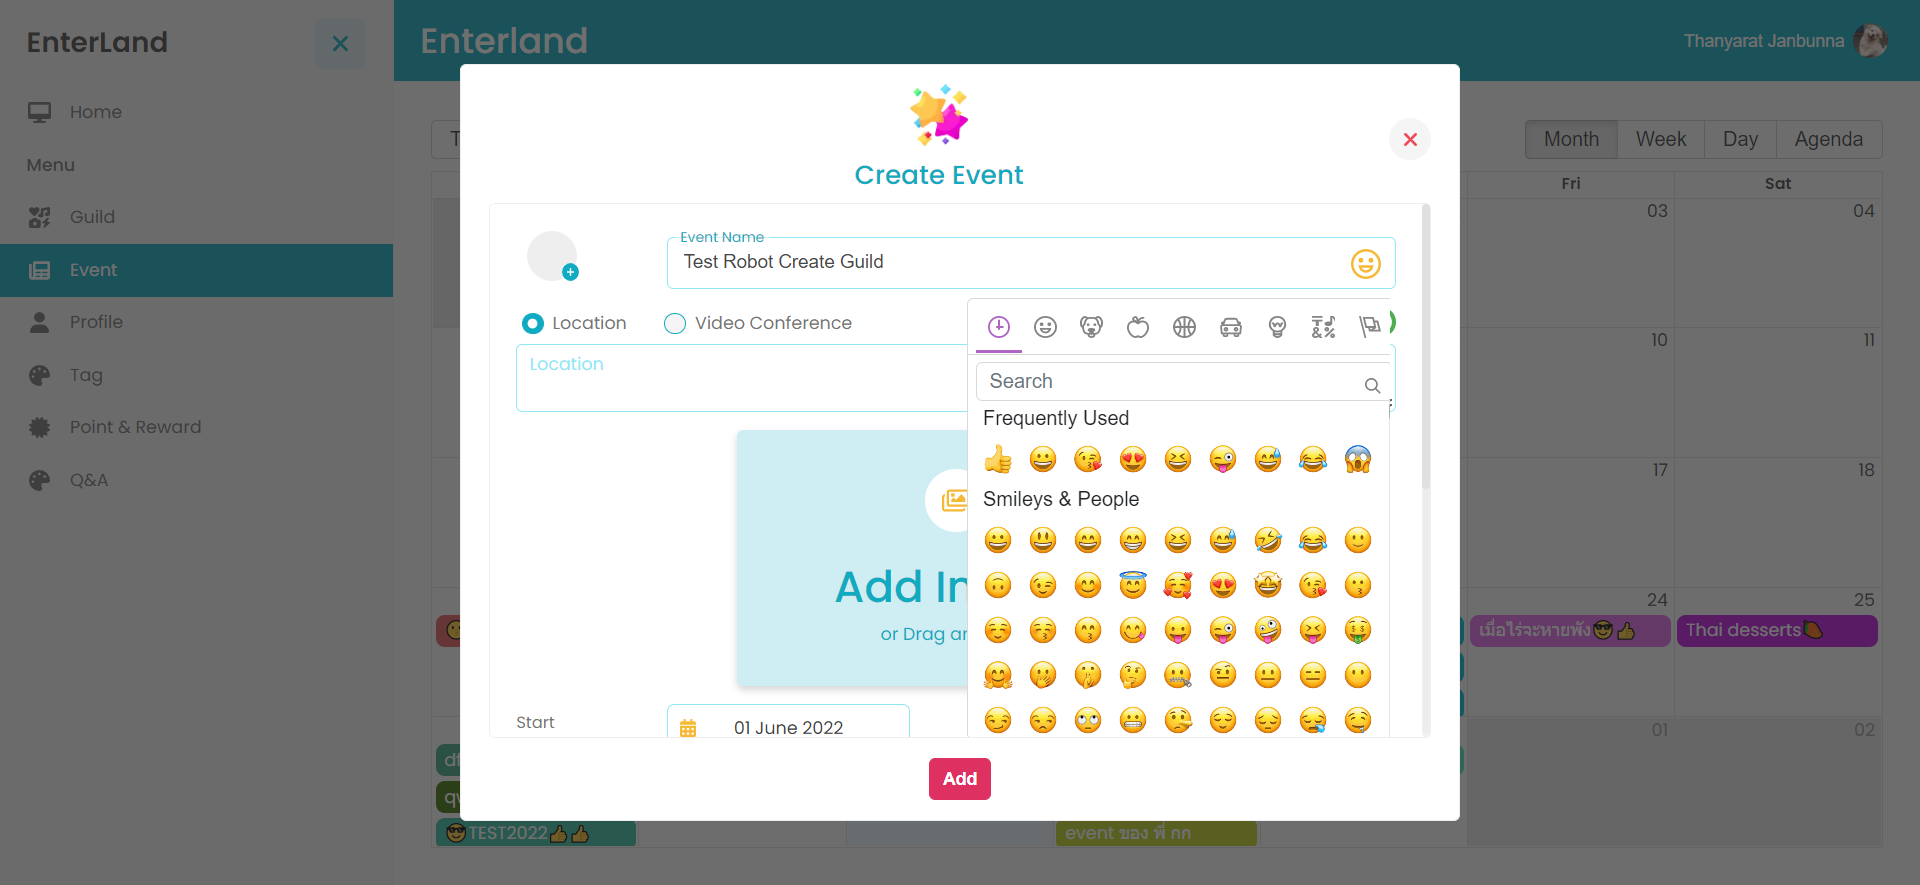 EnterLand
Enterland
Thanyarat Janbunna
Home
Menu
Guild
Event
Profile
Tag
Point & Reward
Q&A
Month
Week
Day
Agenda
Fri
Sat
03
04
10
11
17
18
24
25
เมื่อไร่จะหายพัง😎👍
Thai desserts🥭
01
02
😎TEST2022👍👍
event ของ พี่ กก
Create Event
Event Name
Test Robot Create Guild
Location
Video Conference
Location
Search
Frequently Used
Smileys & People
Add
or Drag
Start
01 June 2022
Add